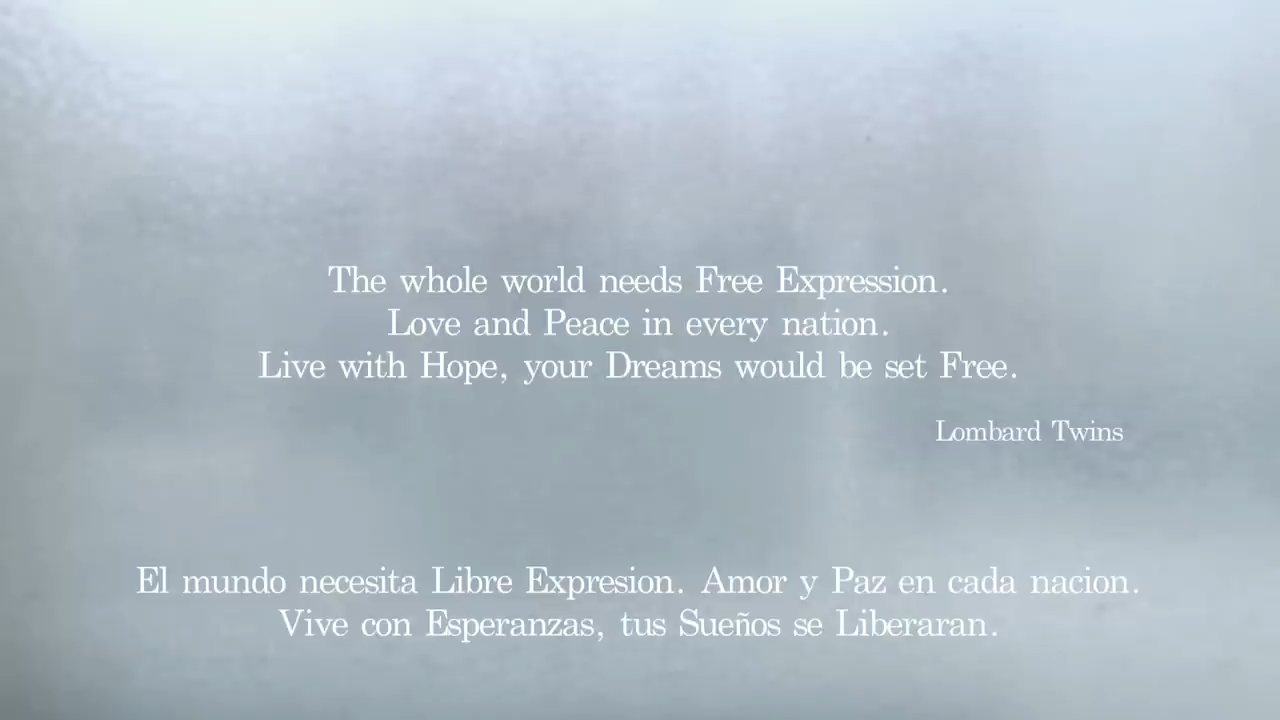 The whole world needs Free Expression.
Love and Peace in every nation.
Live with Hope, your Dreams would be set Free.
Lombard Twins
El mundo necesita Libre Expresion. Amor y Paz en cada nacion.
Vive con Esperanzas, tus Sueños se Liberaran.